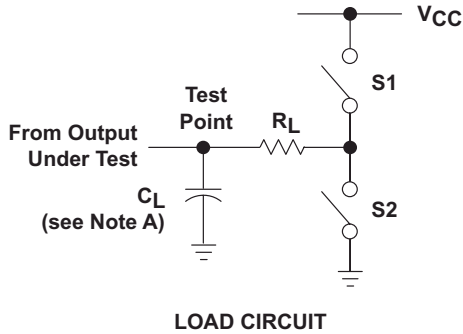 VCC
S1
Test
Point
RL
From Output
Under Test
CL
(see Note A)
S2
LOAD CIRCUIT